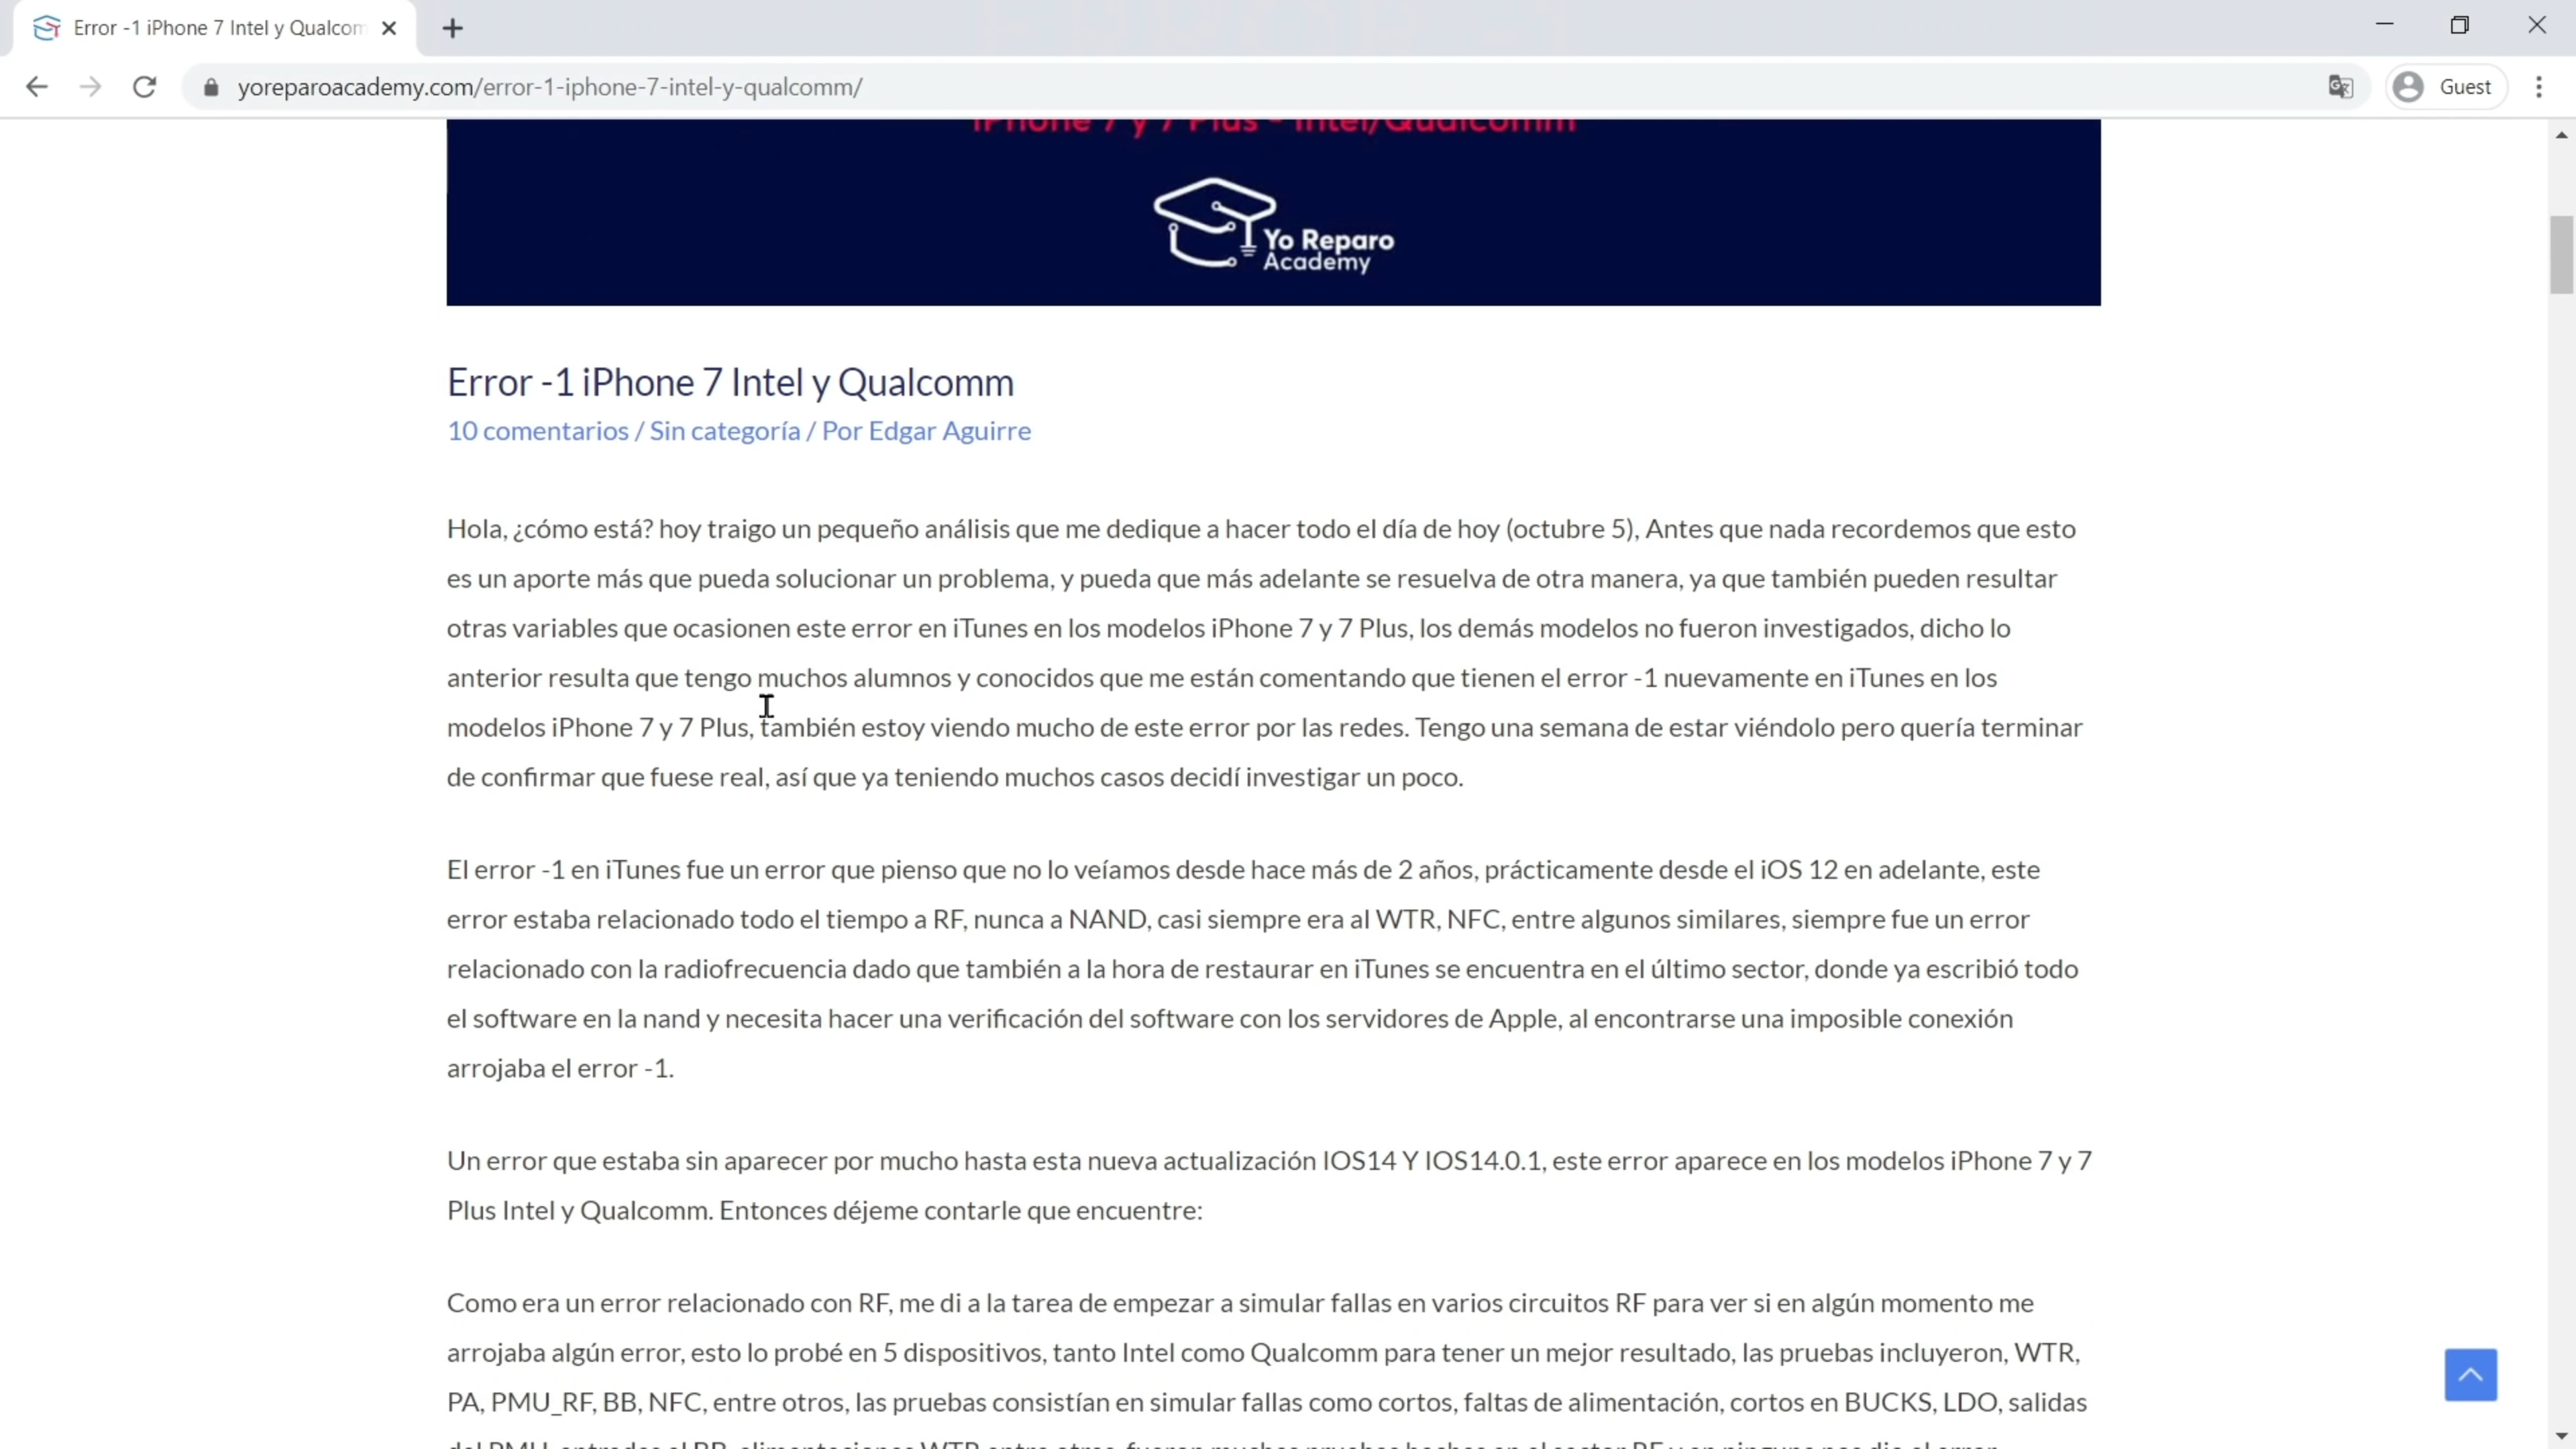 Error -1 iPhone 7 Intel y Qualcom
yoreparoacademy.com/error-1-iphone-7-intel-y-qualcomm/
Guest
iPhone 7 y 7 Plus - Intel/Qualcomm
Yo Reparo
Academy
Error -1 iPhone 7 Intel y Qualcomm
10 comentarios / Sin categoría / Por Edgar Aguirre
Hola, ¿cómo está? hoy traigo un pequeño análisis que me dedique a hacer todo el día de hoy (octubre 5), Antes que nada recordemos que esto
es un aporte más que pueda solucionar un problema, y pueda que más adelante se resuelva de otra manera, ya que también pueden resultar
otras variables que ocasionen este error en iTunes en los modelos iPhone 7 y 7 Plus, los demás modelos no fueron investigados, dicho lo
anterior resulta que tengo muchos alumnos y conocidos que me están comentando que tienen el error -1 nuevamente en iTunes en los
modelos iPhone 7 y 7 Plus, también estoy viendo mucho de este error por las redes. Tengo una semana de estar viéndolo pero quería terminar
de confirmar que fuese real, así que ya teniendo muchos casos decidí investigar un poco.
El error -1 en iTunes fue un error que pienso que no lo veíamos desde hace más de 2 años, prácticamente desde el iOS 12 en adelante, este
error estaba relacionado todo el tiempo a RF, nunca a NAND, casi siempre era al WTR, NFC, entre algunos similares, siempre fue un error
relacionado con la radiofrecuencia dado que también a la hora de restaurar en iTunes se encuentra en el último sector, donde ya escribió todo
el software en la nand y necesita hacer una verificación del software con los servidores de Apple, al encontrarse una imposible conexión
arrojaba el error -1.
Un error que estaba sin aparecer por mucho hasta esta nueva actualización IOS14 Y IOS14.0.1, este error aparece en los modelos iPhone 7 y 7
Plus Intel y Qualcomm. Entonces déjeme contarle que encuentre:
Como era un error relacionado con RF, me di a la tarea de empezar a simular fallas en varios circuitos RF para ver si en algún momento me
arrojaba algún error, esto lo probé en 5 dispositivos, tanto Intel como Qualcomm para tener un mejor resultado, las pruebas incluyeron, WTR,
PA, PMU_RF, BB, NFC, entre otros, las pruebas consistían en simular fallas como cortos, faltas de alimentación, cortos en BUCKS, LDO, salidas